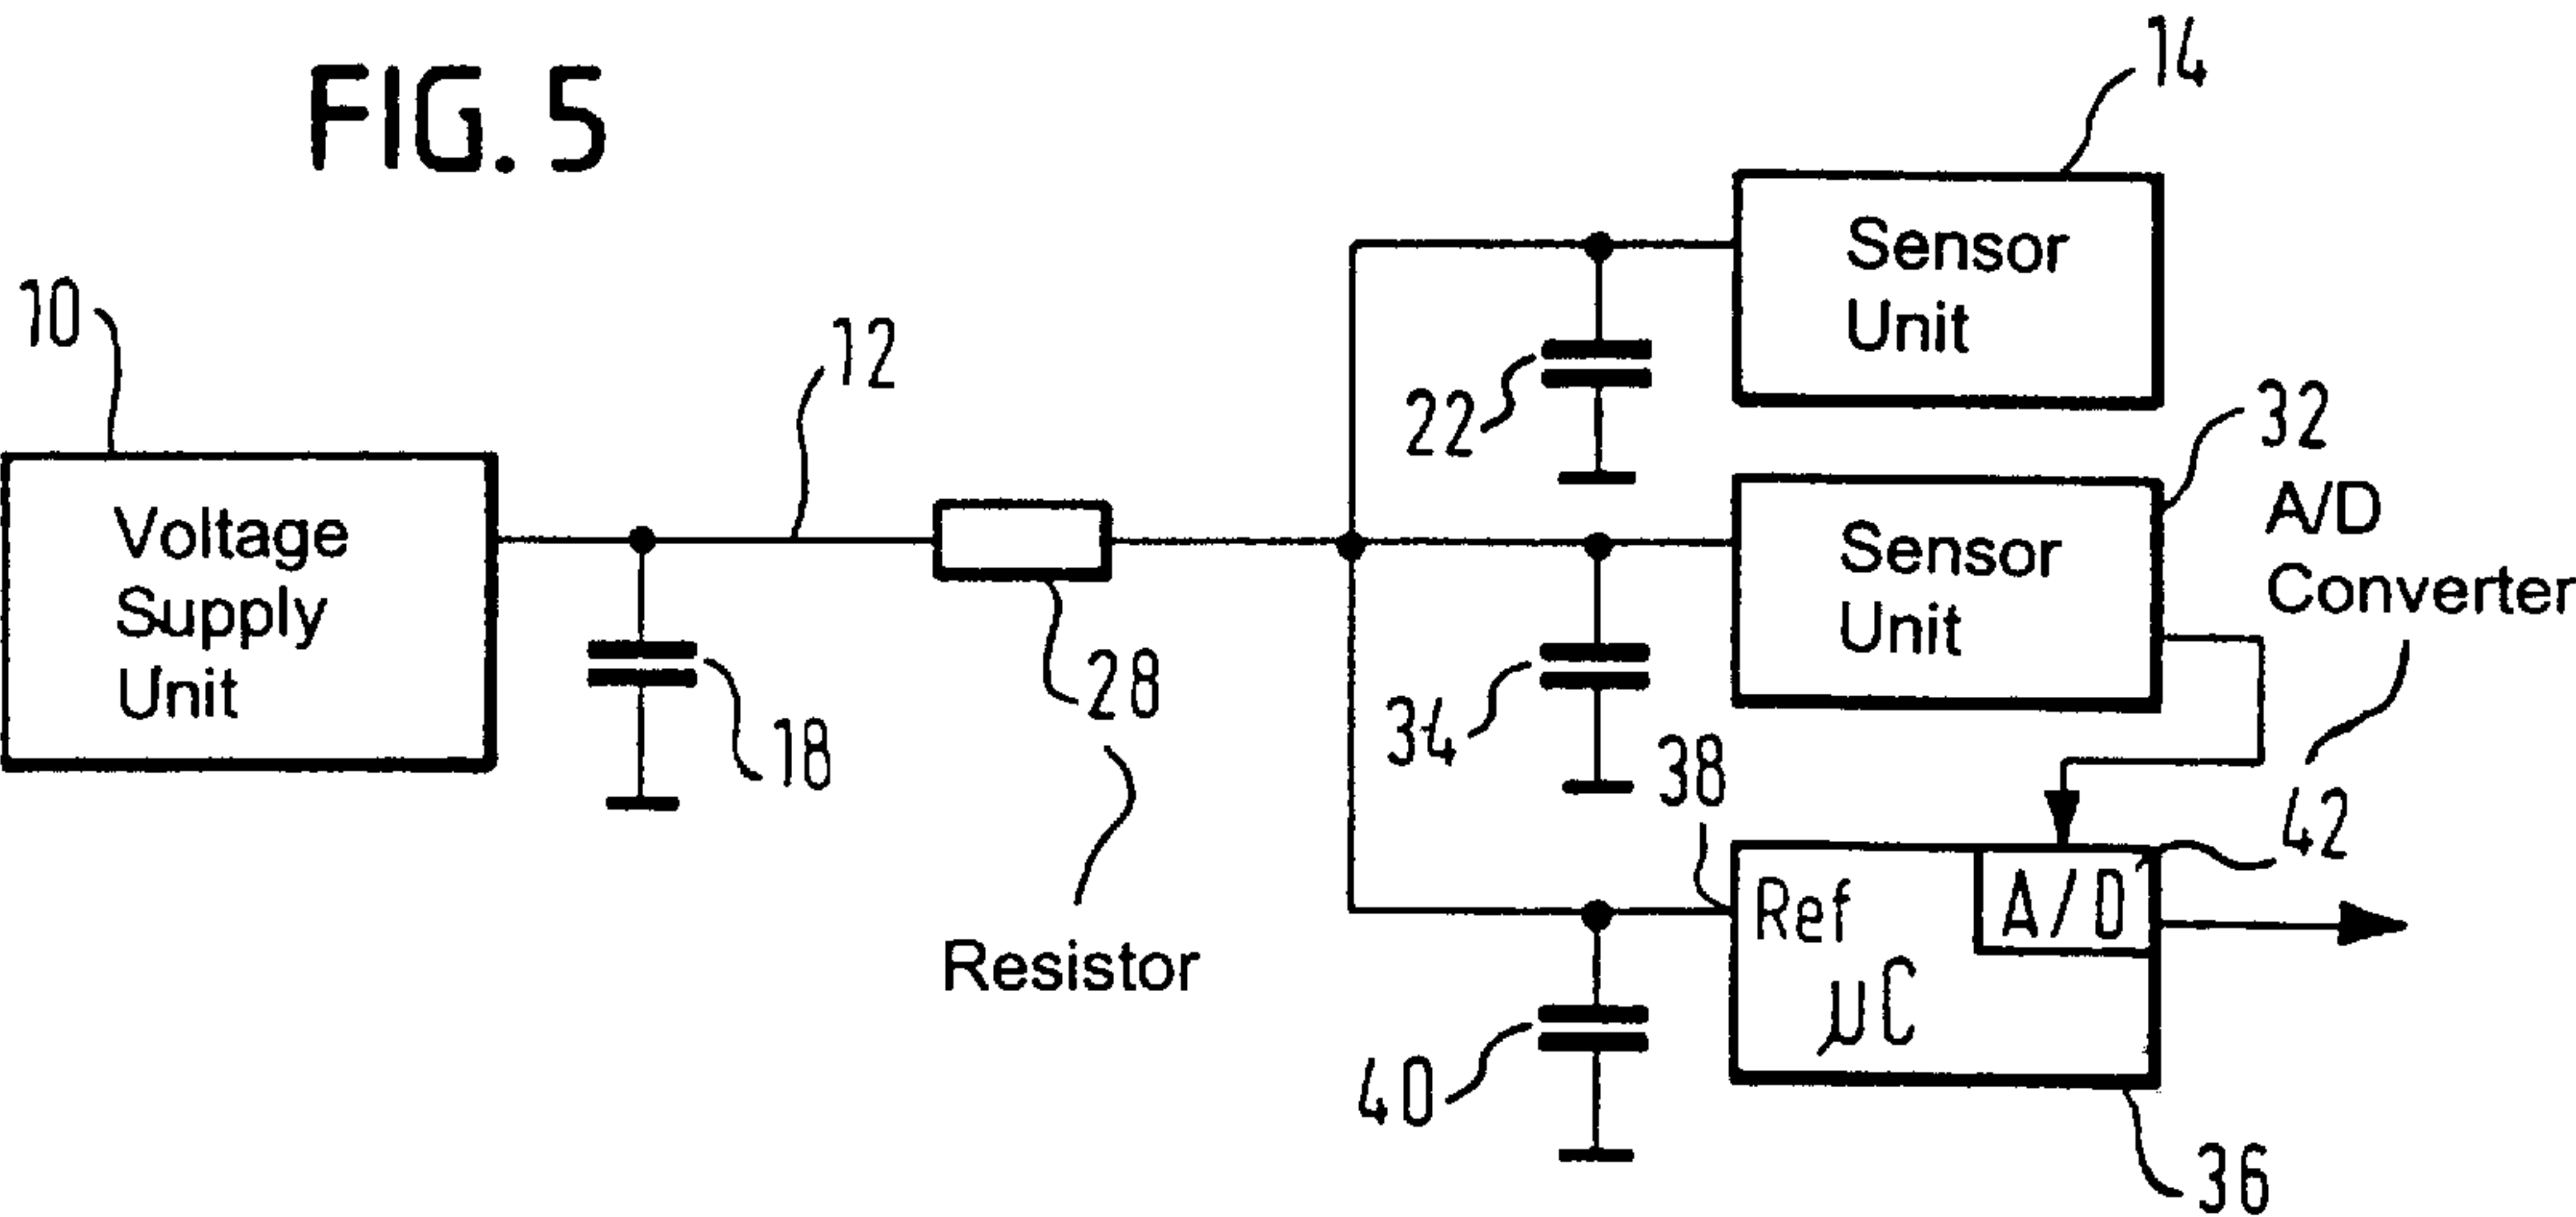 FIG. 5
14
Sensor
Unit
10
12
22
32
Voltage
Supply
Unit
A/D
Converter
Sensor
Unit
28
18
34
38
42
Ref
A/D
µC
Resistor
40
36